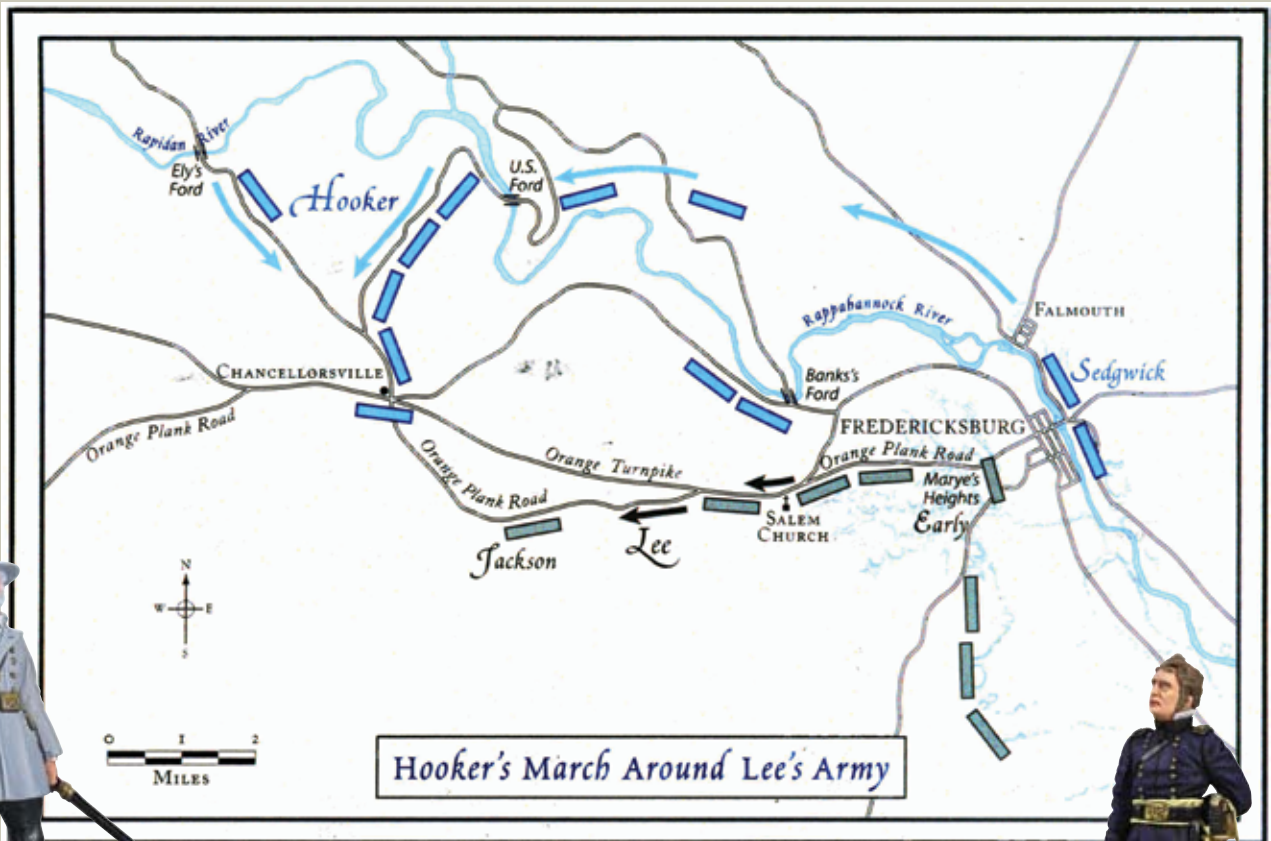 Rapidan River
Ely's
Ford
Hooker
U.S.
Ford
Rappahannock River
FALMOUTH
Sedgwick
CHANCELLORSVILLE
Banks's
Ford
FREDERICKSBURG
Orange Plank Road
Orange Plank Road
Orange Turnpike
Orange Plank Road
Marye's
Heights
Early
SALEM
CHURCH
Lee
Jackson
N
W E
S
0 1 2
MILES
Hooker's March Around Lee's Army